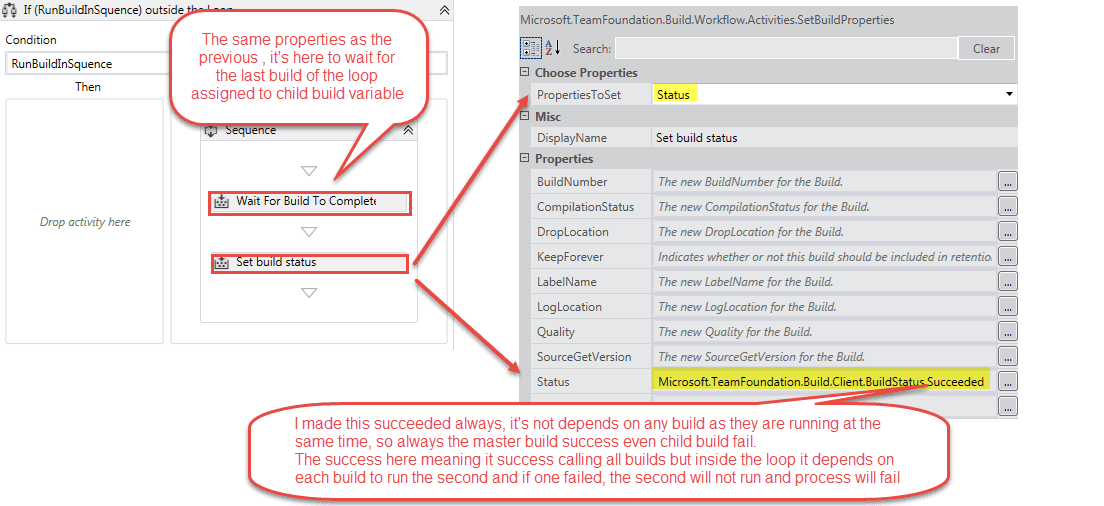 If (RunBuildInSquence) outside the Loop
Condition
RunBuildInSquence
Then
Drop activity here
The same properties as the
previous , it's here to wait for
the last build of the loop
assigned to child build variable
Sequence
Wait For Build To Complete
Set build status
Microsoft.TeamFoundation.Build.Workflow.Activities.SetBuildProperties
Search:
Clear
Choose Properties
PropertiesToSet Status
Misc
DisplayName Set build status
Properties
BuildNumber The new BuildNumber for the Build. ...
CompilationStatus The new CompilationStatus for the Build. ...
DropLocation The new DropLocation for the Build. ...
KeepForever Indicates whether or not this build should be included in retention ...
LabelName The new LabelName for the Build. ...
LogLocation The new LogLocation for the Build. ...
Quality The new Quality for the Build. ...
SourceGetVersion The new SourceGetVersion for the Build. ...
Status Microsoft.TeamFoundation.Build.Client.BuildStatus.Succeeded ...
...
I made this succeeded always, it's not depends on any build as they are running at the
same time, so always the master build success even child build fail.
The success here meaning it success calling all builds but inside the loop it depends on
each build to run the second and if one failed, the second will not run and process will fail